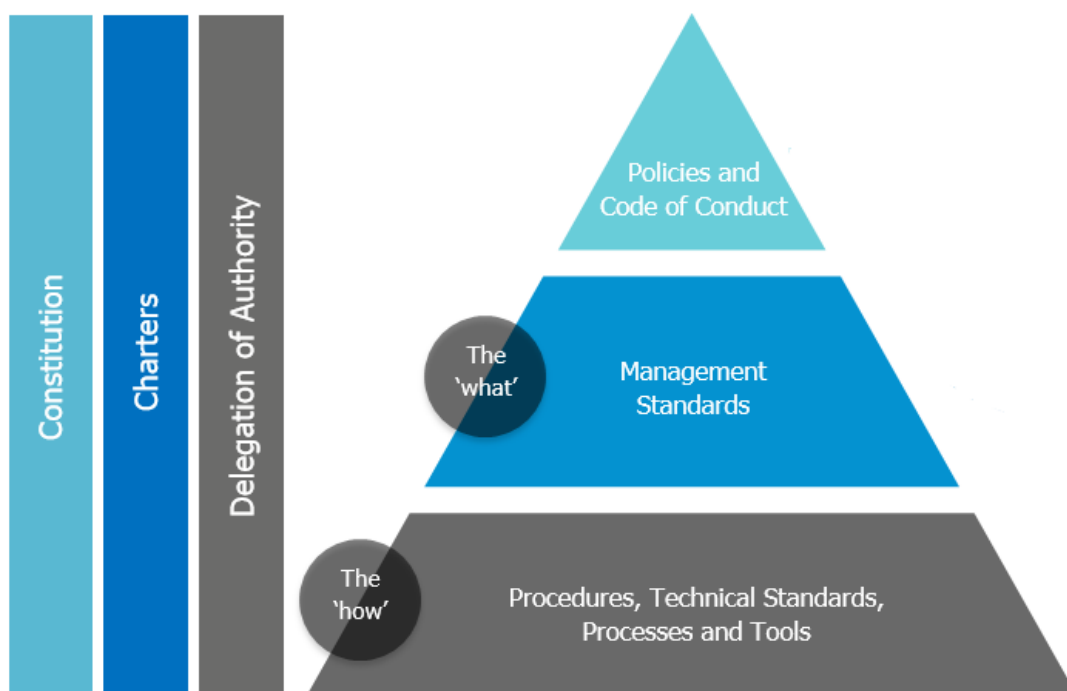 Constitution
Charters
Delegation of Authority
Policies and
Code of Conduct
The
‘what’
Management
Standards
The
‘how’
Procedures, Technical Standards,
Processes and Tools